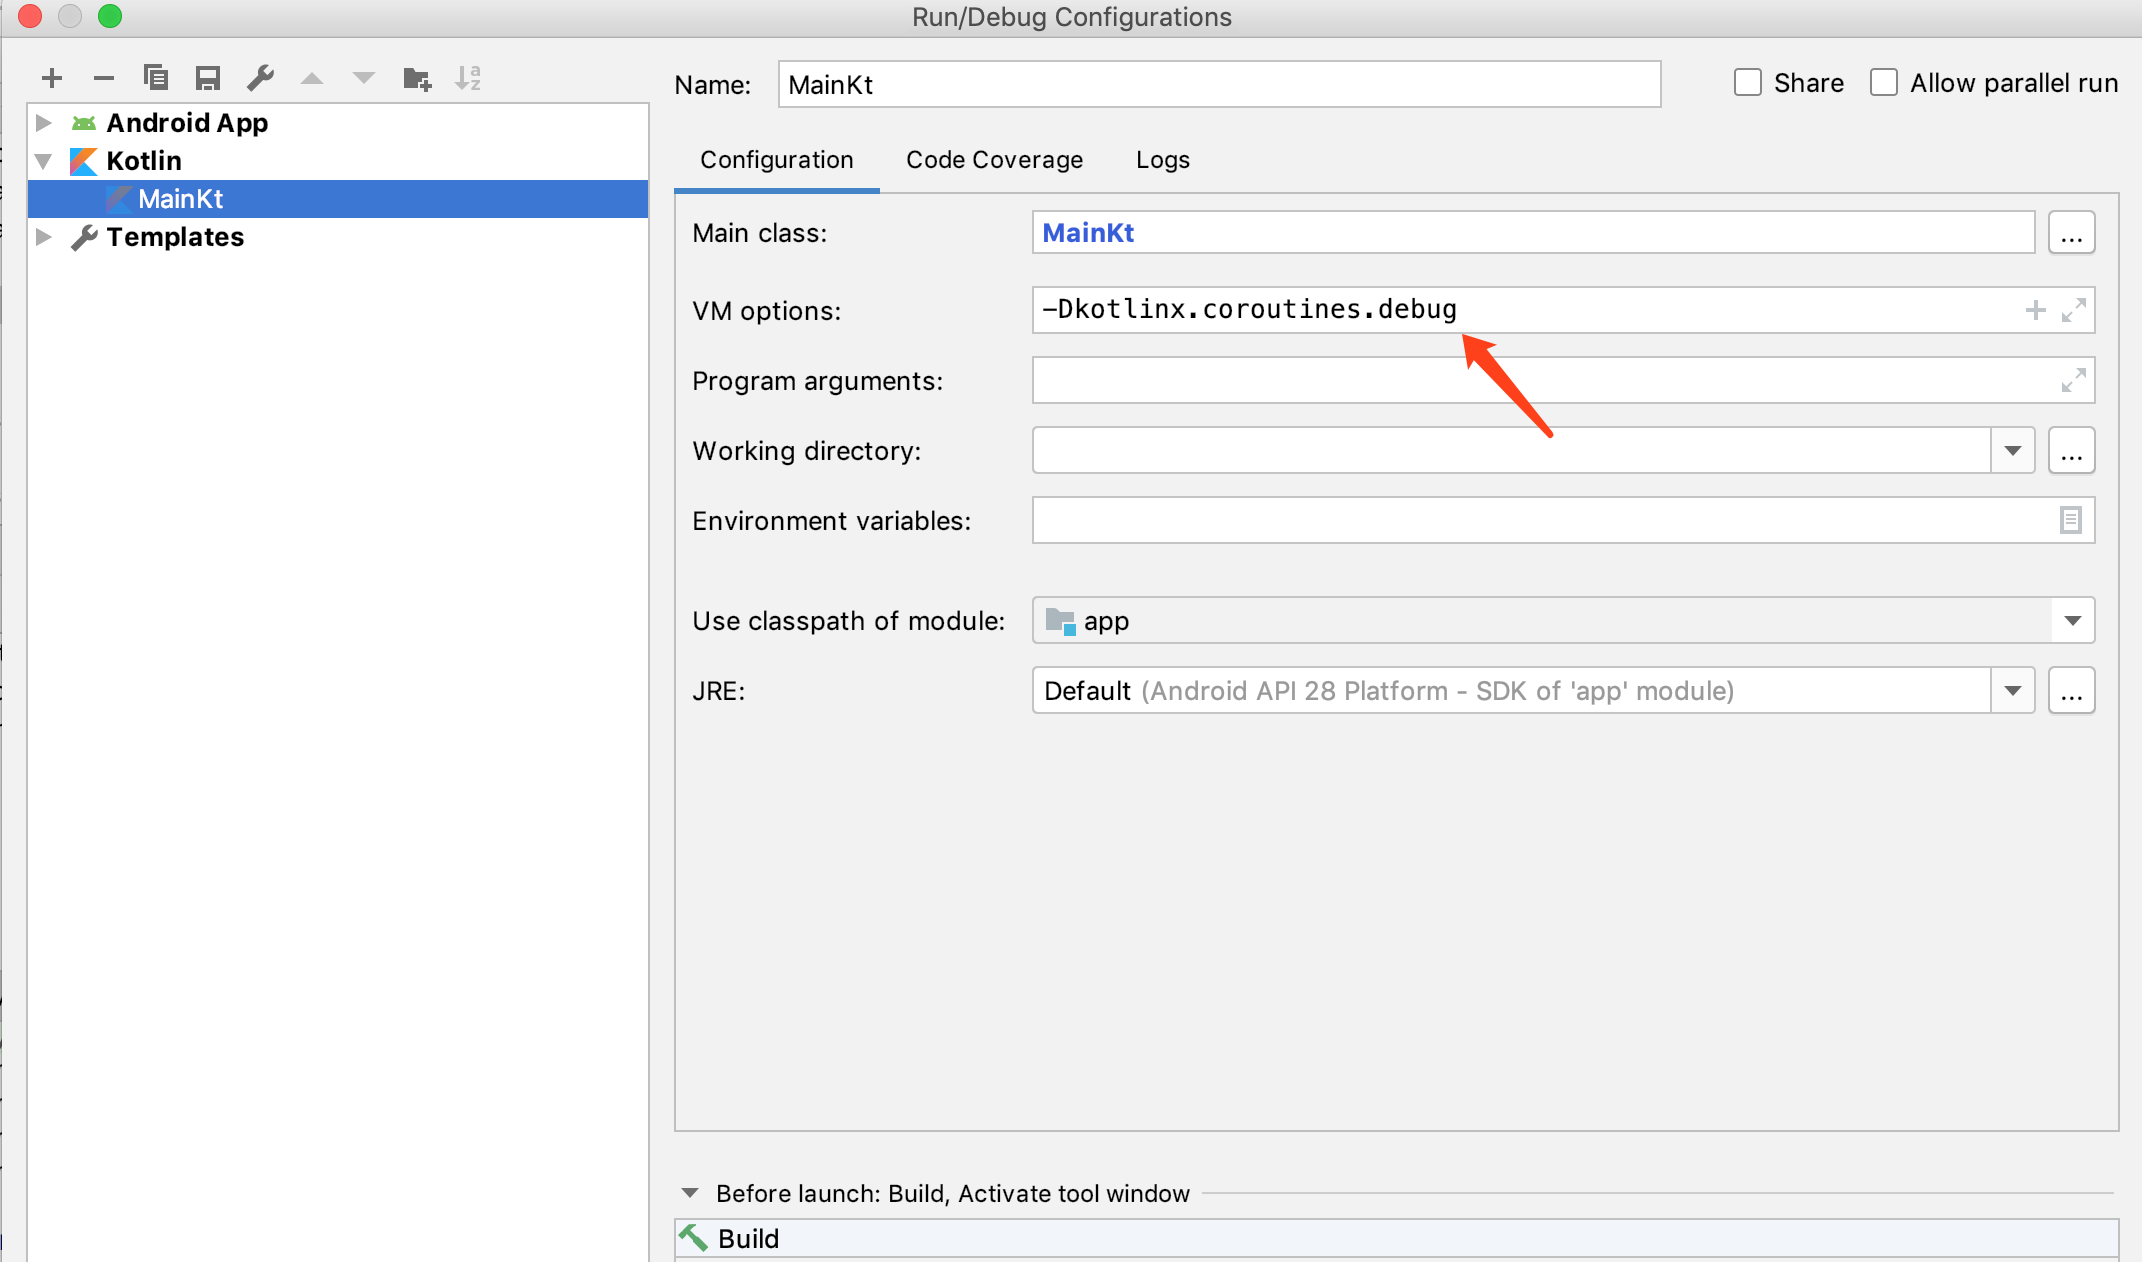 Run/Debug Configurations
Name: MainKt
Share
Allow parallel run
Android App
Kotlin
MainKt
Templates
Configuration
Code Coverage
Logs
Main class: MainKt ...
VM options: -Dkotlinx.coroutines.debug
Program arguments:
Working directory: ...
Environment variables:
Use classpath of module: app
JRE: Default (Android API 28 Platform - SDK of 'app' module) ...
Before launch: Build, Activate tool window
Build